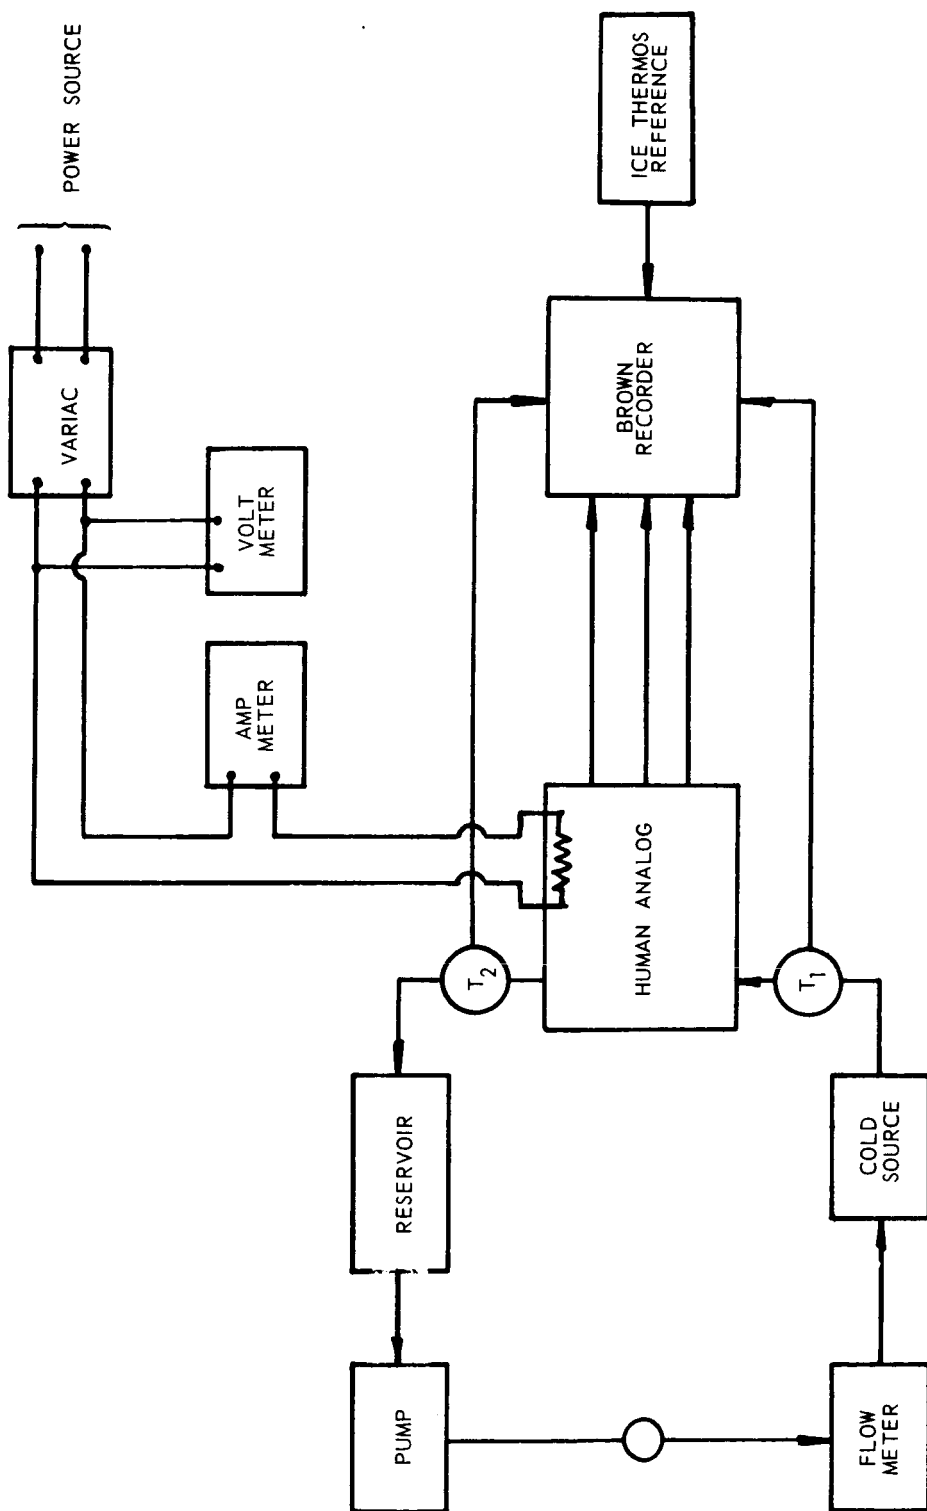 POWER SOURCE
VARIAC
VOLT
METER
AMP
METER
ICE THERMOS
REFERENCE
BROWN
RECORDER
HUMAN ANALOG
T2
T1
RESERVOIR
PUMP
COLD
SOURCE
FLOW
METER